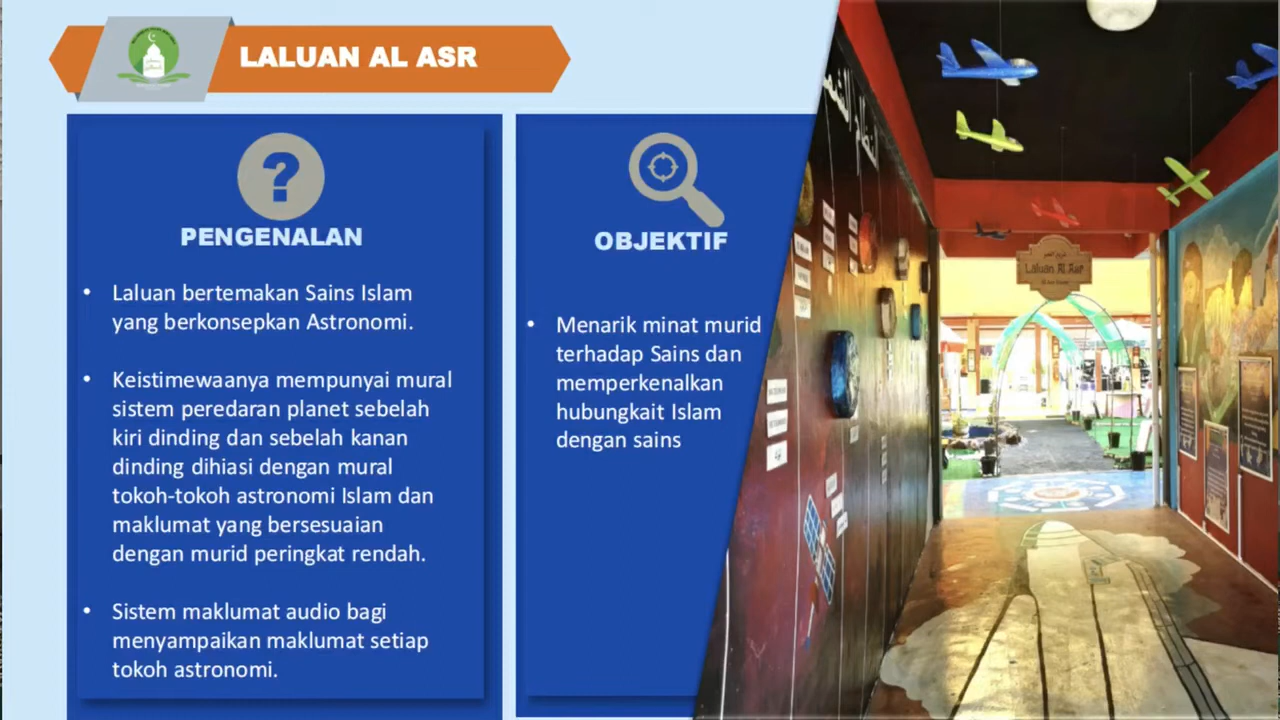 LALUAN AL ASR
PENGENALAN
• Laluan bertemakan Sains Islam
yang berkonsepkan Astronomi.
• Keistimewaanya mempunyai mural
sistem peredaran planet sebelah
kiri dinding dan sebelah kanan
dinding dihiasi dengan mural
tokoh-tokoh astronomi Islam dan
maklumat yang bersesuaian
dengan murid peringkat rendah.
• Sistem maklumat audio bagi
menyampaikan maklumat setiap
tokoh astronomi.
OBJEKTIF
• Menarik minat murid
terhadap Sains dan
memperkenalkan
hubungkait Islam
dengan sains
Laluan Al Asr